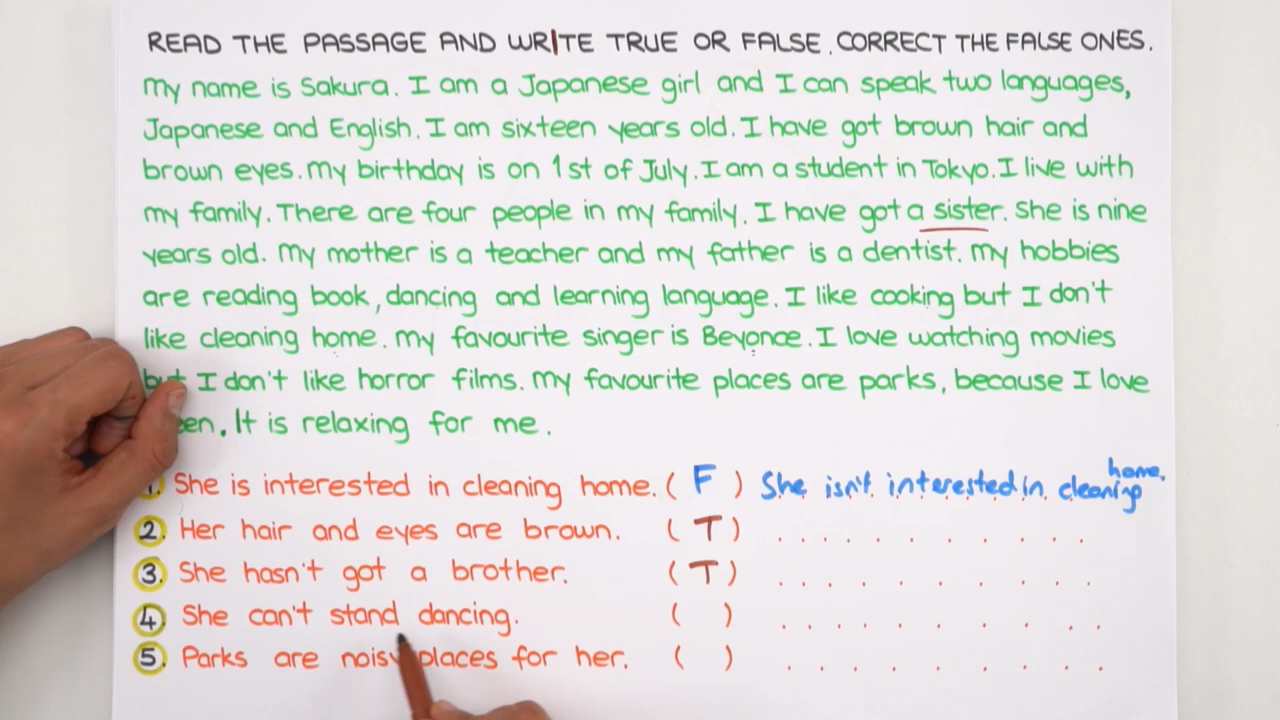 READ THE PASSAGE AND WRITE TRUE OR FALSE. CORRECT THE FALSE ONES.
My name is Sakura. I am a Japanese girl and I can speak two languages,
Japanese and English. I am sixteen years old. I have got brown hair and
brown eyes. My birthday is on 1st of July. I am a student in Tokyo. I live with
my family. There are four people in my family. I have got a sister. She is nine
years old. My mother is a teacher and my father is a dentist. My hobbies
are reading book, dancing and learning language. I like cooking but I don't
like cleaning home. My favourite singer is Beyonce. I love watching movies
but I don't like horror films. My favourite places are parks, because I love
It is relaxing for me.
1. She is interested in cleaning home. ( F ) She isn't interested in cleaning home.
2. Her hair and eyes are brown. ( T ) . . . . . . . . . . .
3. She hasn't got a brother. ( T ) . . . . . . . . . . .
4. She can't stand dancing. ( ) . . . . . . . . . . .
5. Parks are noisy places for her. ( ) . . . . . . . . . .